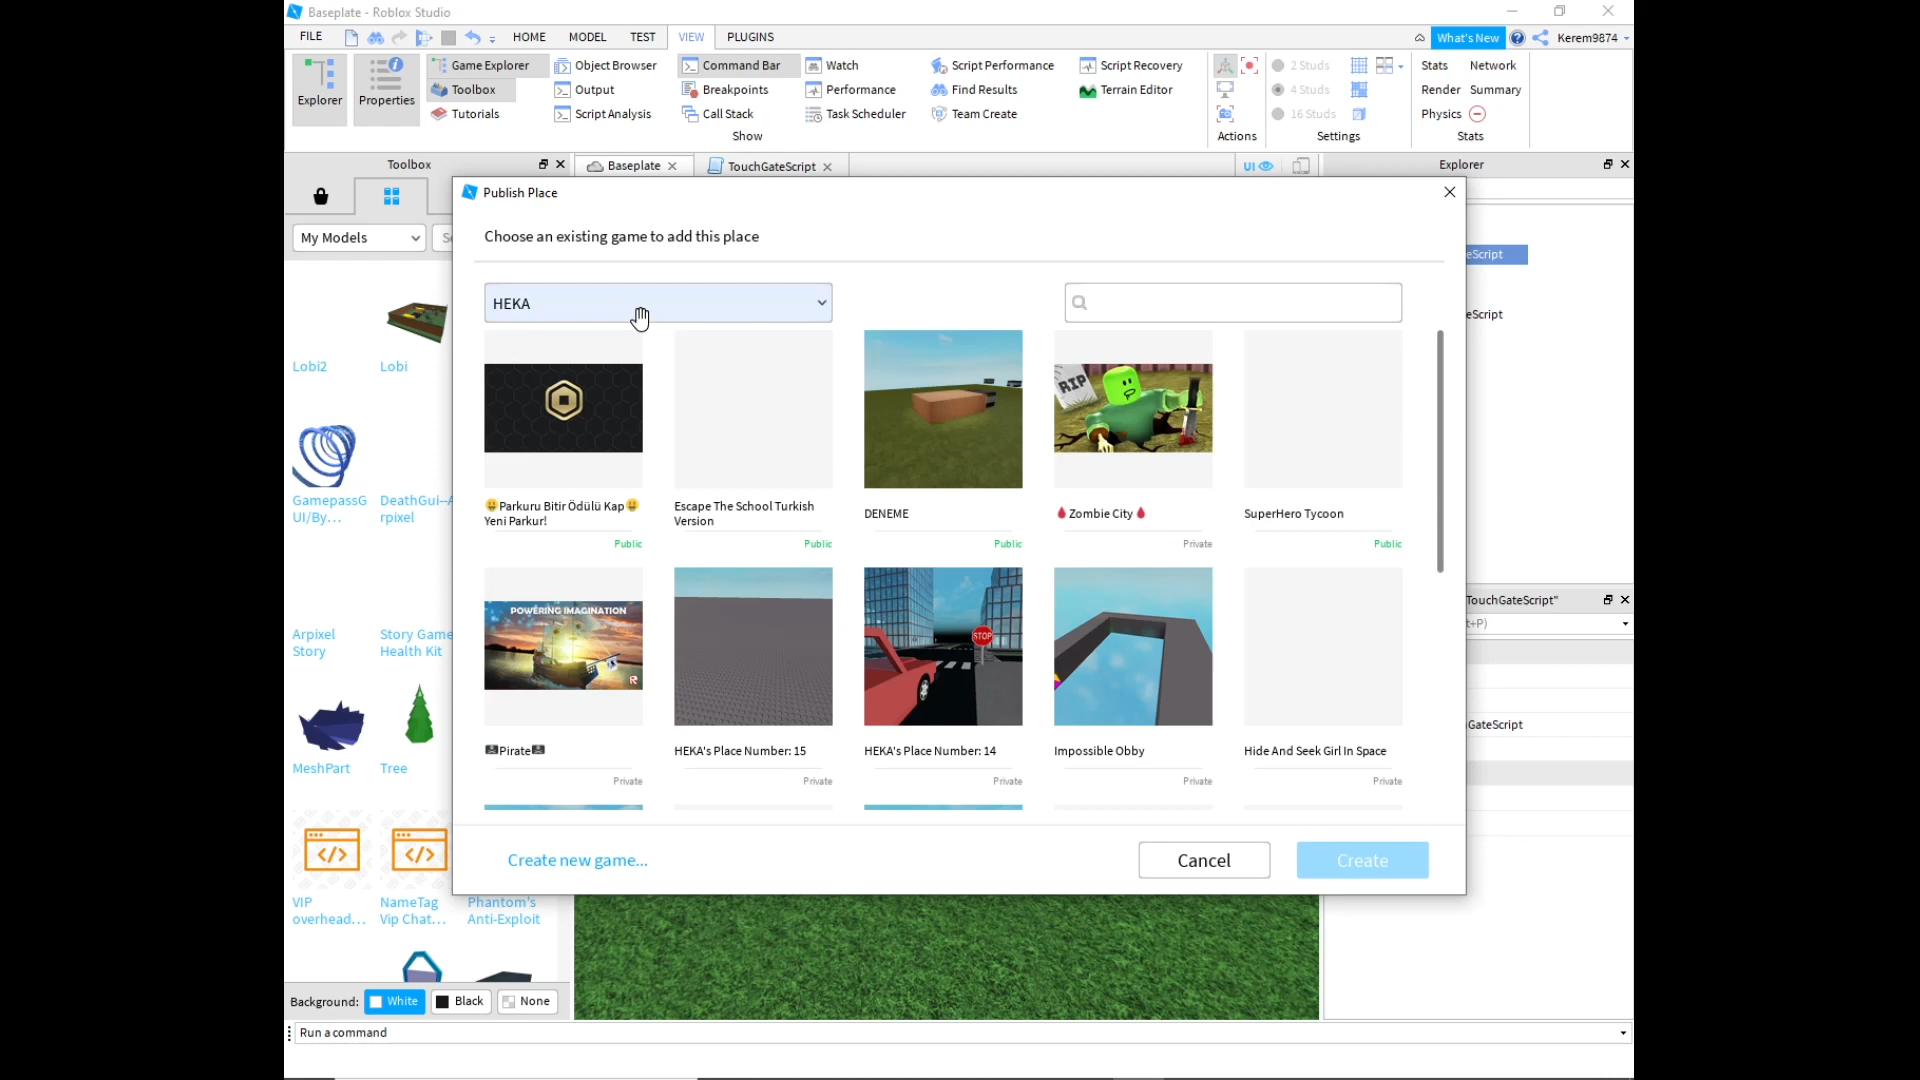 Baseplate - Roblox Studio
FILE HOME MODEL TEST VIEW PLUGINS What's New Kerem9874
Explorer
Properties
Game Explorer
Toolbox
Tutorials
Object Browser
Output
Script Analysis
Command Bar
Breakpoints
Call Stack
Watch
Performance
Task Scheduler
Script Performance
Find Results
Team Create
Script Recovery
Terrain Editor
Show
Actions
2 Studs
4 Studs
16 Studs
Settings
Stats Network
Render Summary
Physics
Stats
Toolbox
Baseplate
TouchGateScript
UI
Explorer
My Models
Se
Lobi2
Lobi
GamepassG
UI/By...
DeathGui--A
rpixel
Arpixel
Story
Story Game
Health Kit
MeshPart
Tree
VIP
overhead...
NameTag
Vip Chat...
Phantom's
Anti-Exploit
Background: White Black None
Run a command
Publish Place
Choose an existing game to add this place
HEKA
RIP
🤑Parkuru Bitir Ödülü Kap🤑
Yeni Parkur!
Public
Escape The School Turkish
Version
Public
DENEME
Public
🩸Zombie City🩸
Private
SuperHero Tycoon
Public
POWERING IMAGINATION
STOP
🏴‍☠️Pirate🏴‍☠️
Private
HEKA's Place Number: 15
Private
HEKA's Place Number: 14
Private
Impossible Obby
Private
Hide And Seek Girl In Space
Private
Create new game...
Cancel
Create
eScript
eScript
TouchGateScript"
t+P)
GateScript